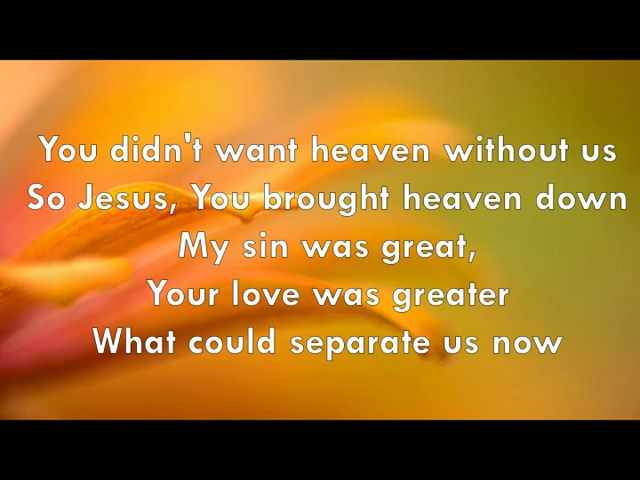 You didn't want heaven without us
So Jesus, You brought heaven down
My sin was great,
Your love was greater
What could separate us now